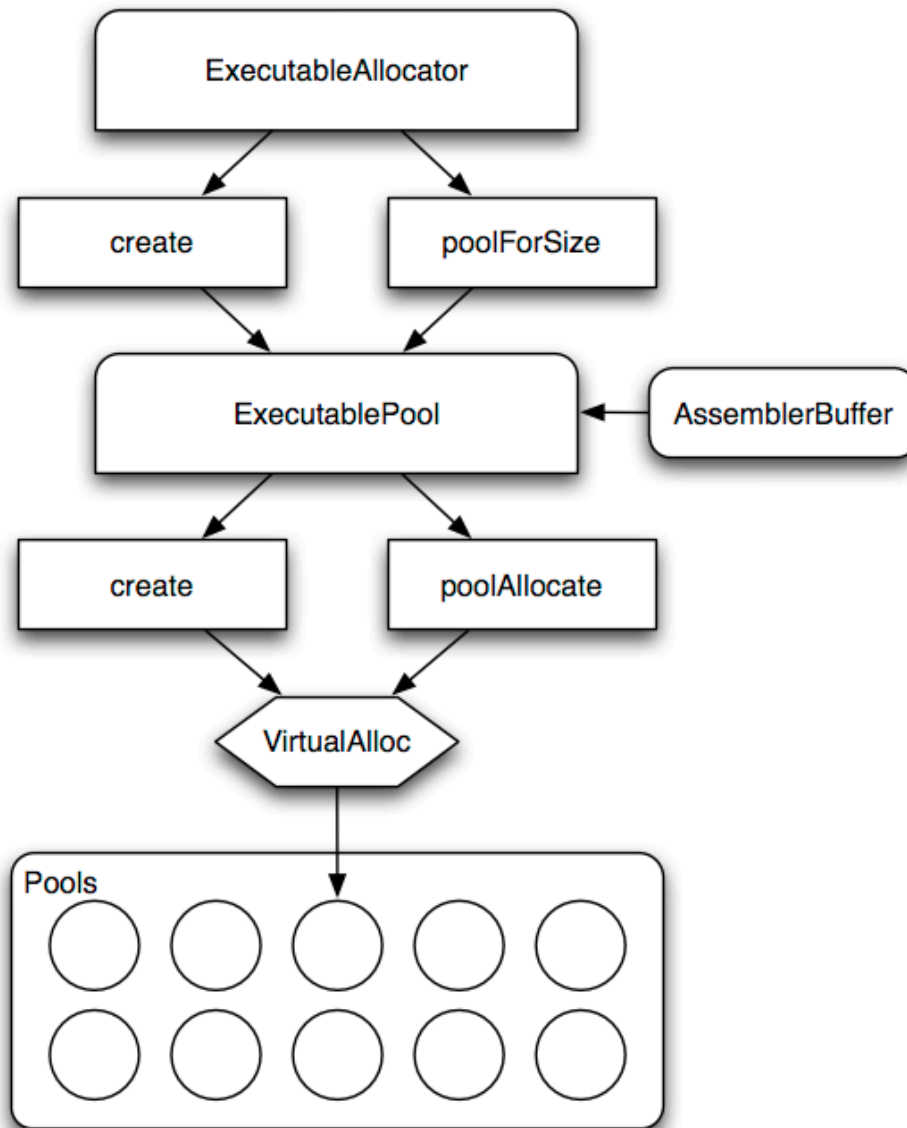 ExecutableAllocator
create
poolForSize
ExecutablePool
AssemblerBuffer
create
poolAllocate
VirtualAlloc
Pools